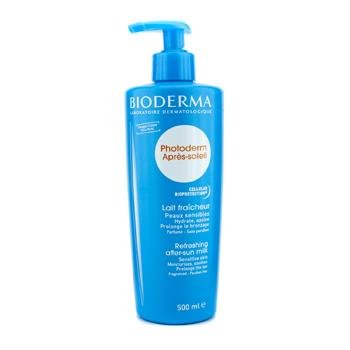 BIODERMA
LABORATOIRE DERMATOLOGIQUE
Photoderm
Après-soleil
CELLULAR
BIOPROTECTION
Lait fraîcheur
Peaux sensibles
Hydrate, apaise
Prolonge le bronzage
Parfumé - Sans paraben
Refreshing
after-sun milk
Sensitive skin
Moisturises, soothes
Prolongs the tan
Fragranced - Paraben free
500 ml e